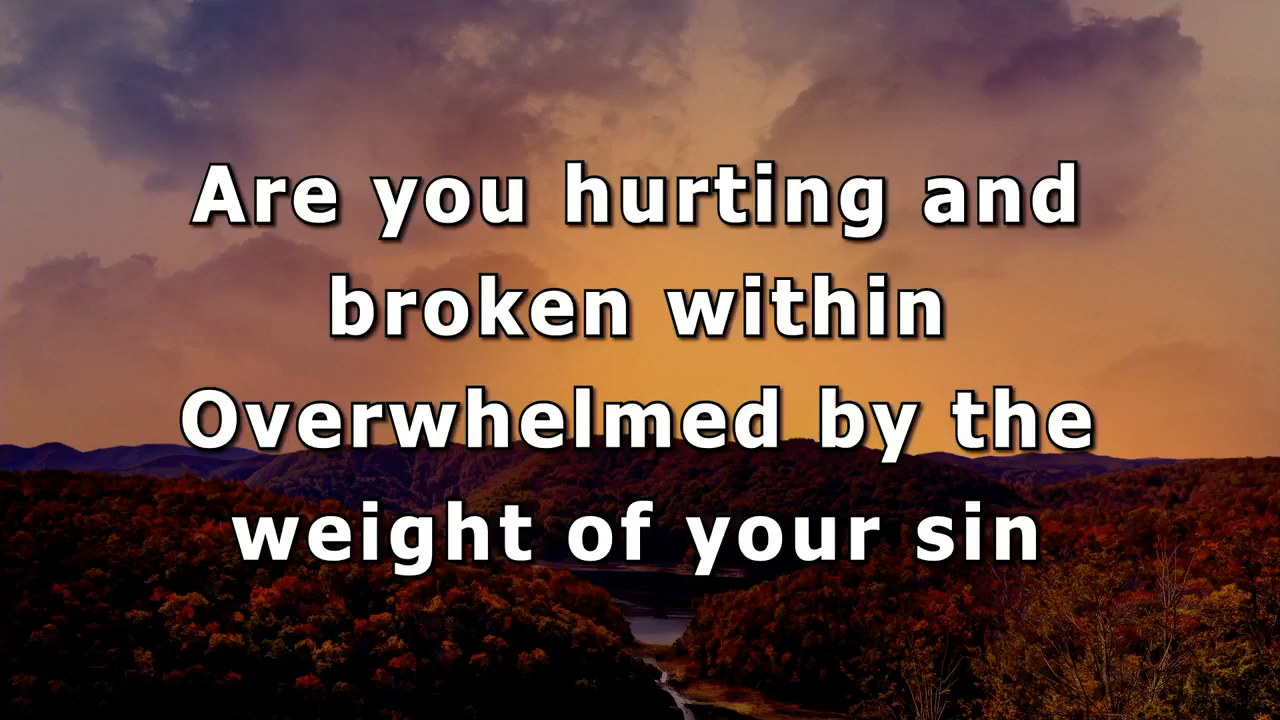 Are you hurting and
broken within
Overwhelmed by the
weight of your sin